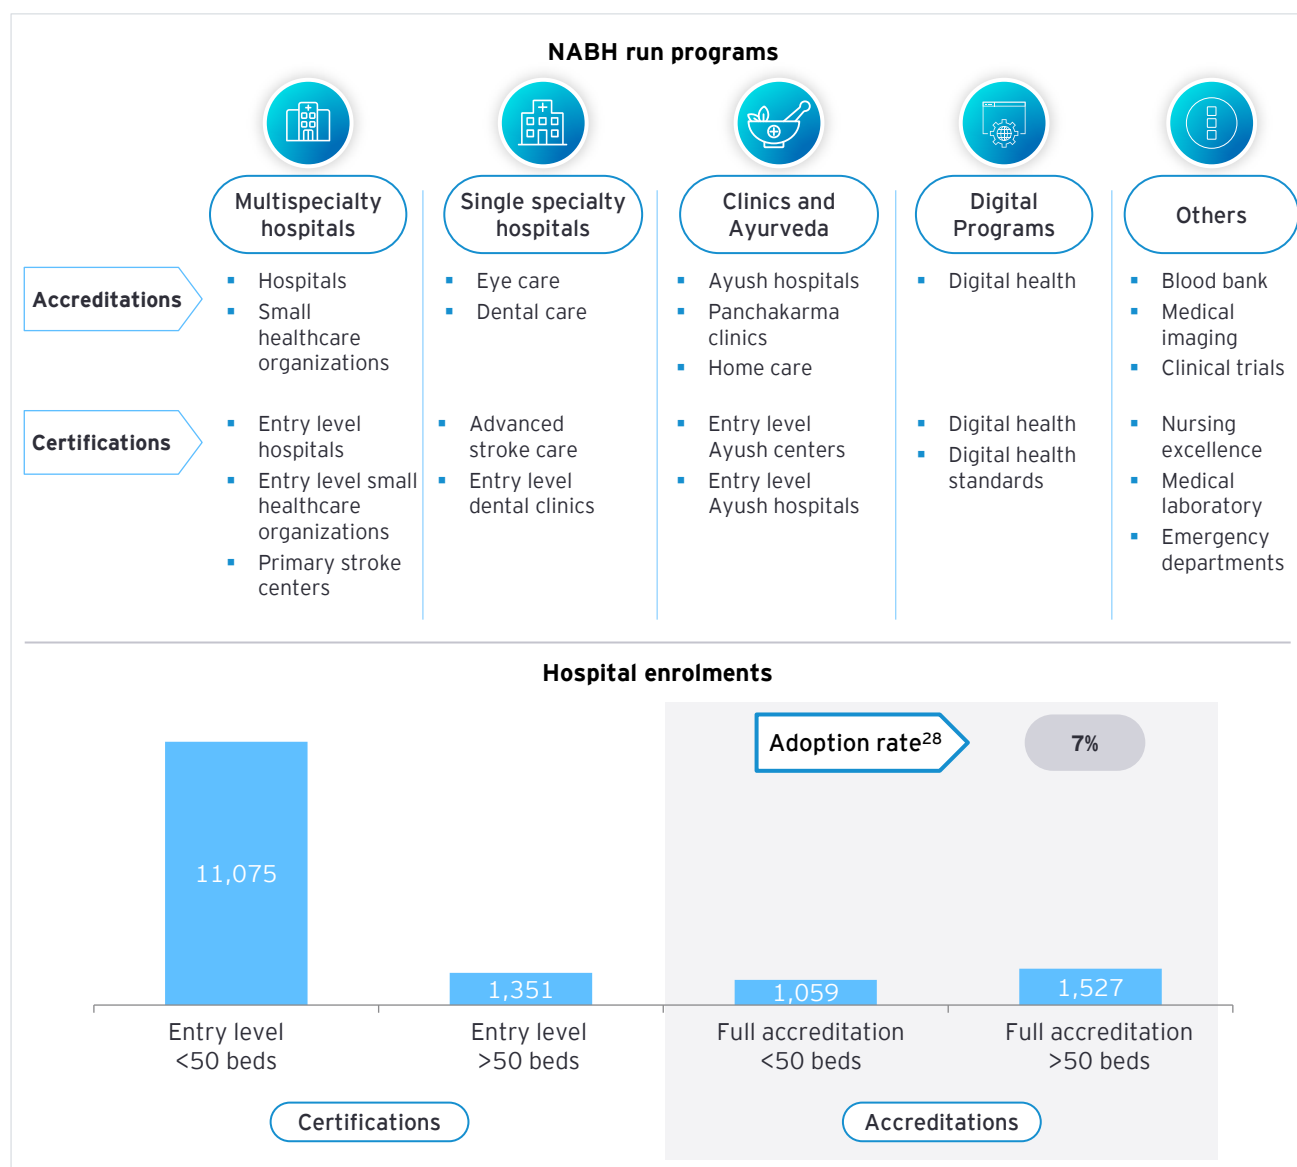 NABH run programs
Multispecialty
hospitals
Single specialty
hospitals
Clinics and
Ayurveda
Digital
Programs
Others
Accreditations
▪ Hospitals
▪ Small
healthcare
organizations
▪ Eye care
▪ Dental care
▪ Ayush hospitals
▪ Panchakarma
clinics
▪ Home care
▪ Digital health
▪ Blood bank
▪ Medical
imaging
▪ Clinical trials
Certifications
▪ Entry level
hospitals
▪ Entry level small
healthcare
organizations
▪ Primary stroke
centers
▪ Advanced
stroke care
▪ Entry level
dental clinics
▪ Entry level
Ayush centers
▪ Entry level
Ayush hospitals
▪ Digital health
▪ Digital health
standards
▪ Nursing
excellence
▪ Medical
laboratory
▪ Emergency
departments
Hospital enrolments
Adoption rate²⁸
7%
11,075
1,351
1,059
1,527
Entry level
<50 beds
Entry level
>50 beds
Full accreditation
<50 beds
Full accreditation
>50 beds
Certifications
Accreditations